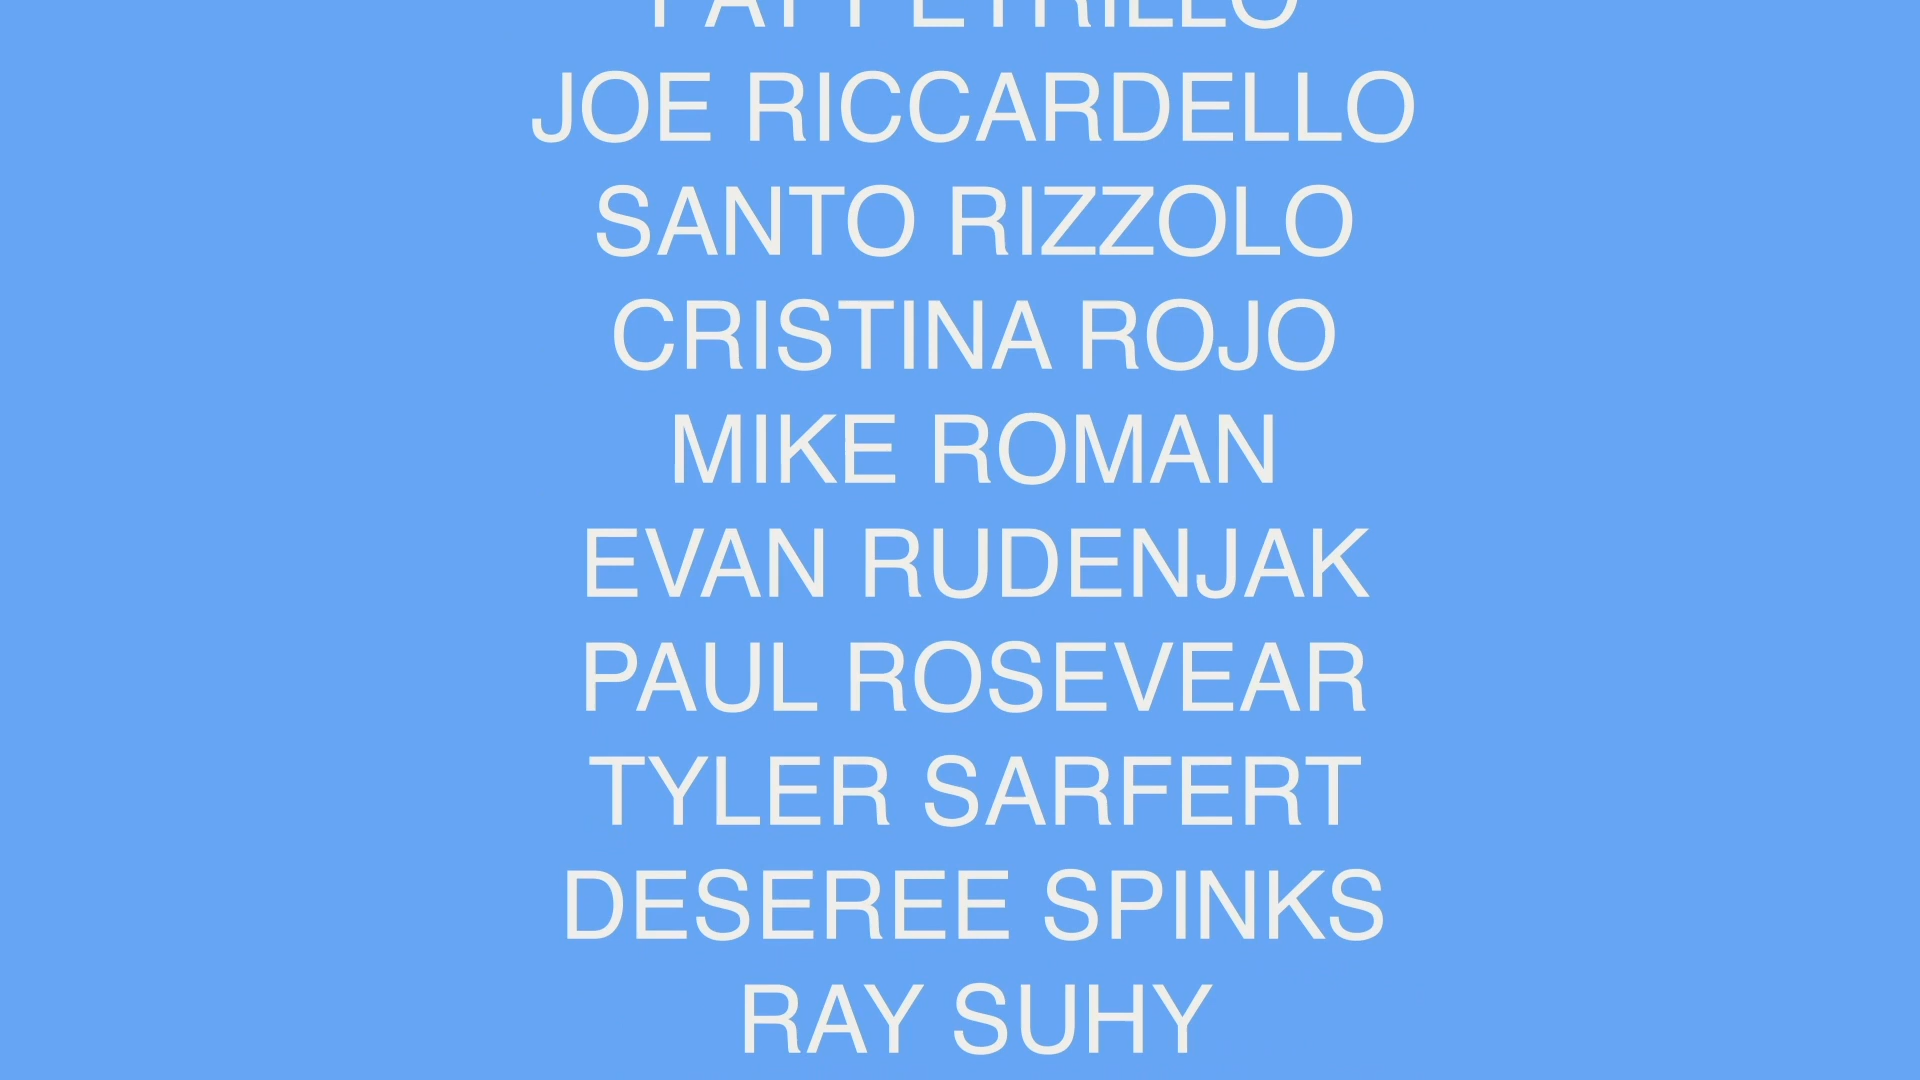 PAT PETRILLO
JOE RICCARDELLO
SANTO RIZZOLO
CRISTINA ROJO
MIKE ROMAN
EVAN RUDENJAK
PAUL ROSEVEAR
TYLER SARFERT
DESEREE SPINKS
RAY SUHY